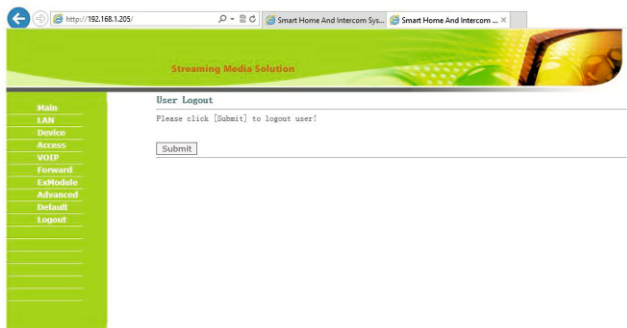 http://192.168.1.205/
Smart Home And Intercom Sys...
Smart Home And Intercom ...
Streaming Media Solution
Main
LAN
Device
Access
VOIP
Forward
ExModule
Advanced
Default
Logout
User Logout
Please click [Submit] to logout user!
Submit